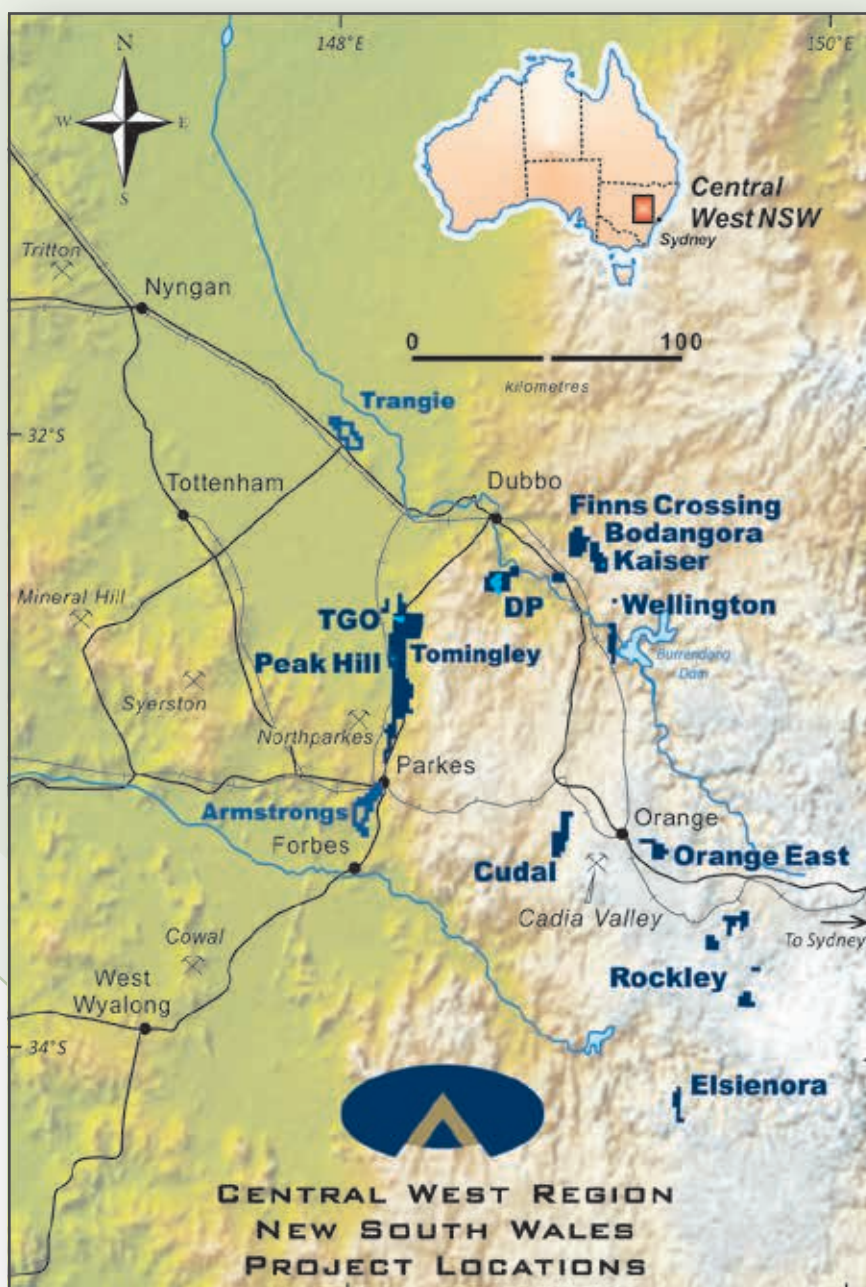 148°E
150°E
N
W
E
S
Central
West NSW
Sydney
Tritton
Nyngan
0
100
kilometres
Trangie
32°S
Tottenham
Dubbo
Finns Crossing
Bodangora
Kaiser
Mineral Hill
TGO
DP
Wellington
Peak Hill
Tomingley
Burrendong
Dam
Syerston
Northparkes
Parkes
Armstrongs
Forbes
Orange
Cudal
Orange East
Cadia Valley
To Sydney
Cowal
Rockley
West
Wyalong
34°S
Elsienora
CENTRAL WEST REGION
NEW SOUTH WALES
PROJECT LOCATIONS